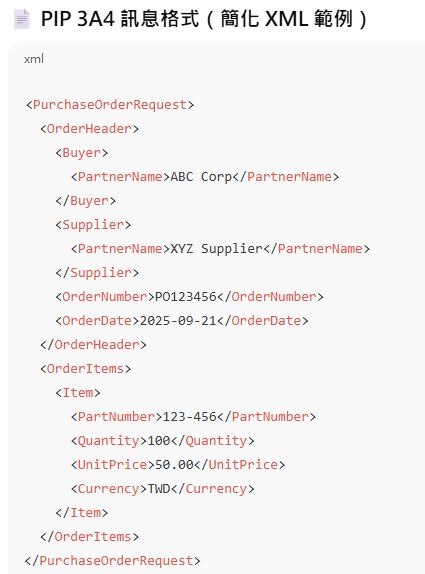 📄 PIP 3A4 訊息格式（簡化 XML 範例）
xml
<PurchaseOrderRequest>
  <OrderHeader>
    <Buyer>
      <PartnerName>ABC Corp</PartnerName>
    </Buyer>
    <Supplier>
      <PartnerName>XYZ Supplier</PartnerName>
    </Supplier>
    <OrderNumber>PO123456</OrderNumber>
    <OrderDate>2025-09-21</OrderDate>
  </OrderHeader>
  <OrderItems>
    <Item>
      <PartNumber>123-456</PartNumber>
      <Quantity>100</Quantity>
      <UnitPrice>50.00</UnitPrice>
      <Currency>TWD</Currency>
    </Item>
  </OrderItems>
</PurchaseOrderRequest>